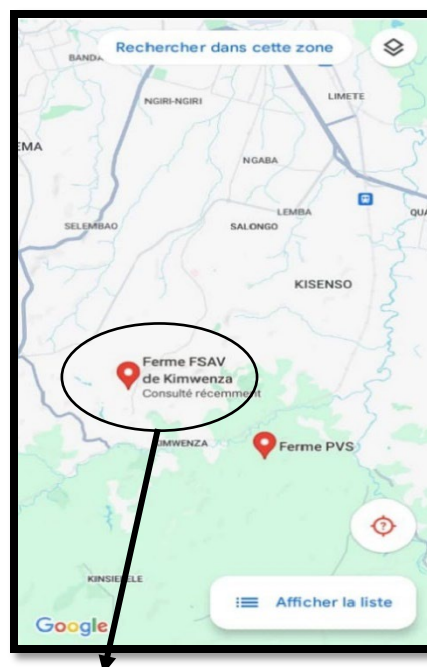 Rechercher dans cette zone
BANDA
NGIRI-NGIRI
LIMETE
EMA
NGABA
LEMBA
QUA
SELEMBAO
SALONGO
KISENSO
Ferme FSAV
de Kimwenza
Consulté récemment
KIMWENZA
Ferme PVS
?
Afficher la liste
Google